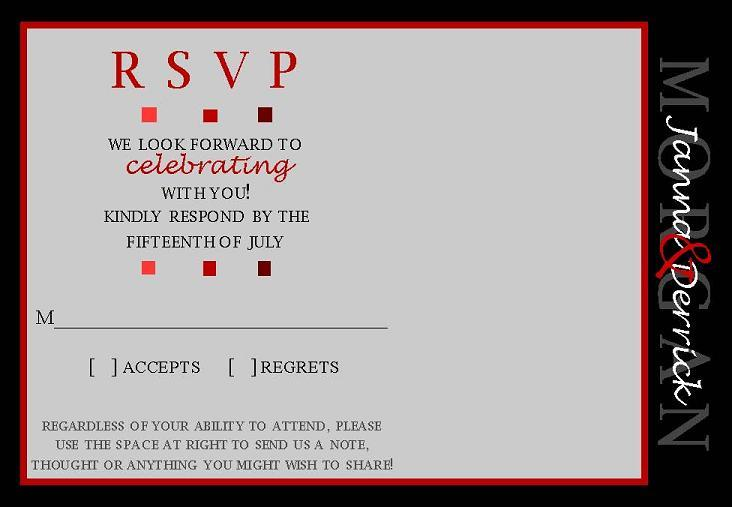 R S V P
WE LOOK FORWARD TO
celebrating
WITH YOU!
KINDLY RESPOND BY THE
FIFTEENTH OF JULY
M
[ ] ACCEPTS [ ] REGRETS
REGARDLESS OF YOUR ABILITY TO ATTEND, PLEASE
USE THE SPACE AT RIGHT TO SEND US A NOTE,
THOUGHT OR ANYTHING YOU MIGHT WISH TO SHARE!
MORGAN
Janna & Derrick